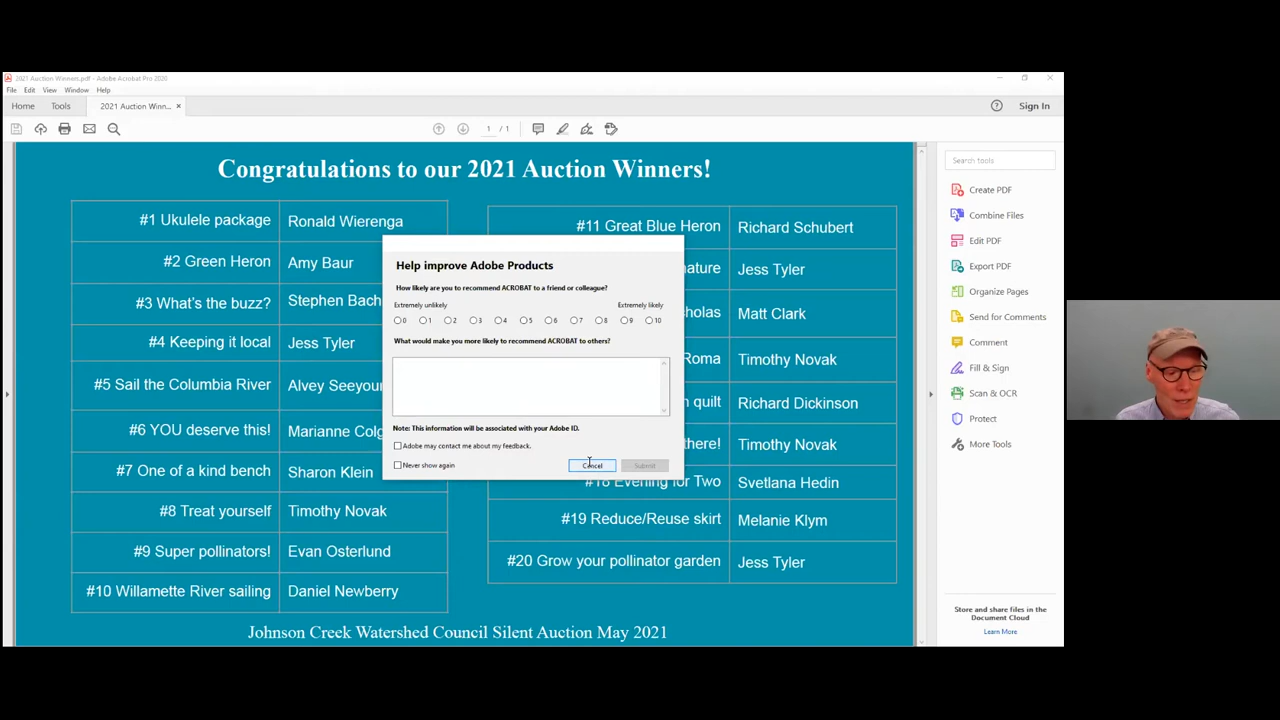 2021 Auction Winners.pdf - Adobe Acrobat Pro 2020
File Edit View Window Help
Home Tools 2021 Auction Winn... × Sign In
1 / 1
Congratulations to our 2021 Auction Winners!
#1 Ukulele package Ronald Wierenga
#2 Green Heron Amy Baur
#3 What's the buzz? Stephen Bach
#4 Keeping it local Jess Tyler
#5 Sail the Columbia River Alvey Seeyou
#6 YOU deserve this! Marianne Colg
#7 One of a kind bench Sharon Klein
#8 Treat yourself Timothy Novak
#9 Super pollinators! Evan Osterlund
#10 Willamette River sailing Daniel Newberry
#11 Great Blue Heron Richard Schubert
nature Jess Tyler
cholas Matt Clark
Roma Timothy Novak
quilt Richard Dickinson
there! Timothy Novak
#18 Evening for Two Svetlana Hedin
#19 Reduce/Reuse skirt Melanie Klym
#20 Grow your pollinator garden Jess Tyler
Johnson Creek Watershed Council Silent Auction May 2021
Help improve Adobe Products
How likely are you to recommend ACROBAT to a friend or colleague?
Extremely unlikely Extremely likely
0 1 2 3 4 5 6 7 8 9 10
What would make you more likely to recommend ACROBAT to others?
Note: This information will be associated with your Adobe ID.
Adobe may contact me about my feedback.
Never show again
Cancel Submit
Search tools
Create PDF
Combine Files
Edit PDF
Export PDF
Organize Pages
Send for Comments
Comment
Fill & Sign
Scan & OCR
Protect
More Tools
Store and share files in the
Document Cloud
Learn More